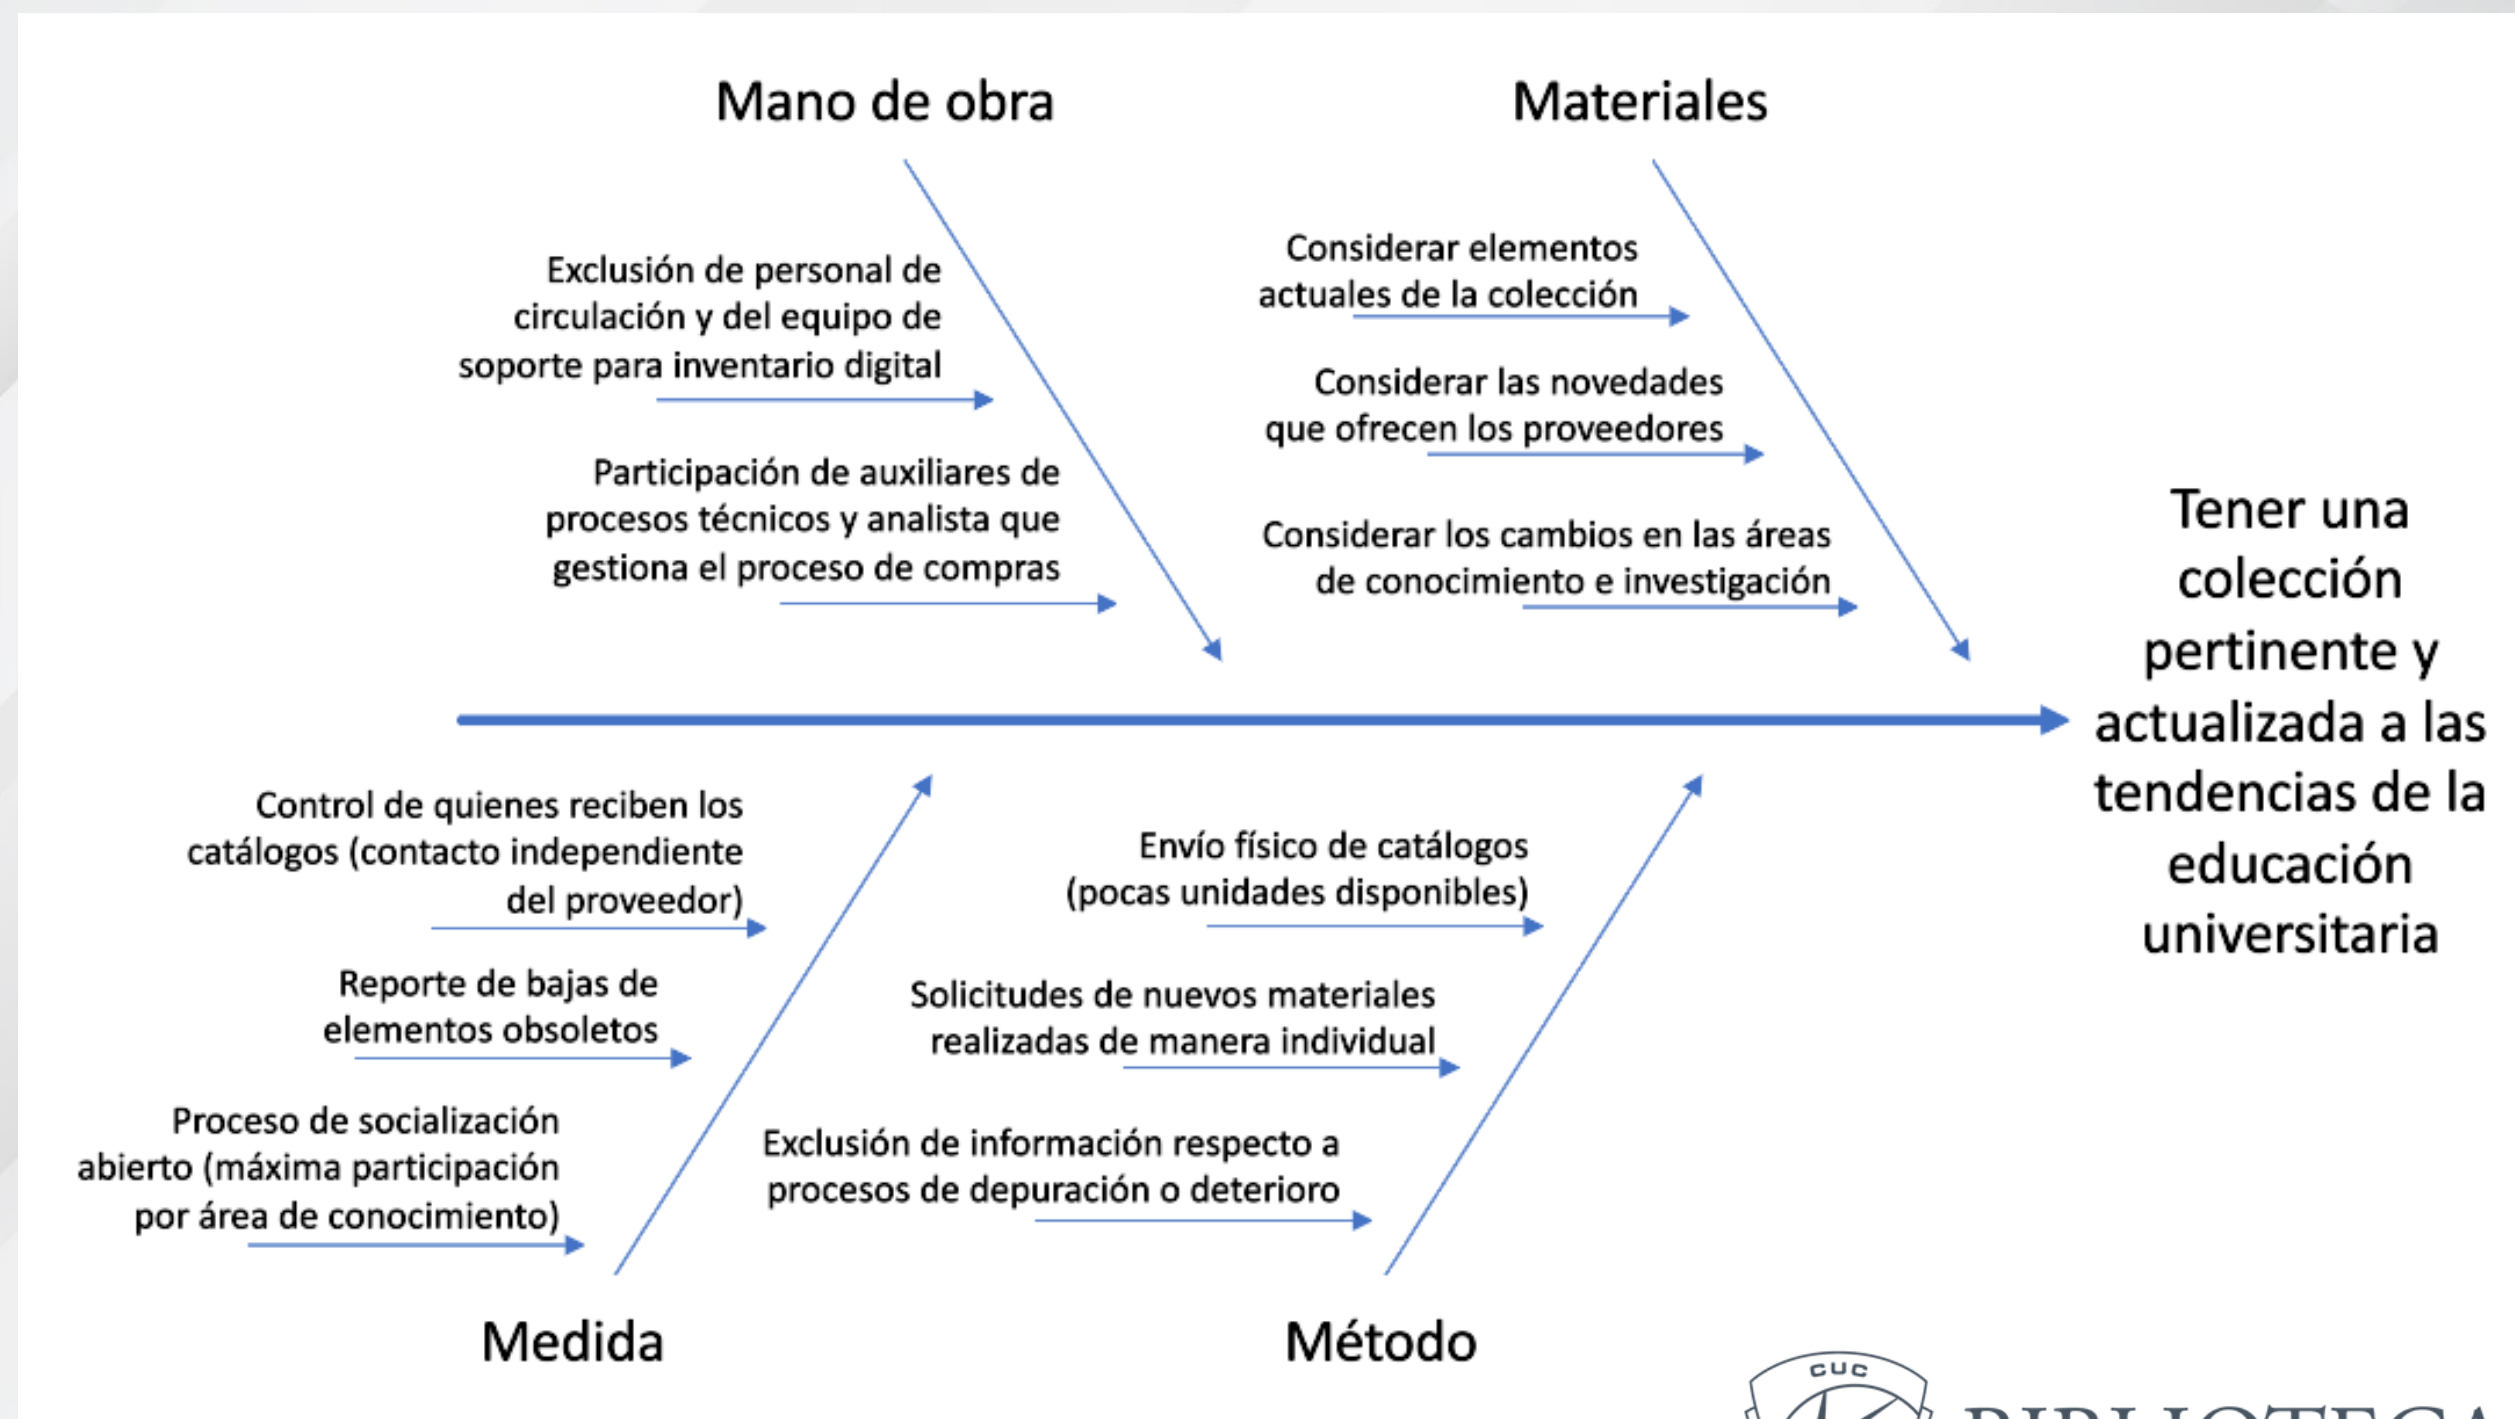 Mano de obra
Materiales
Exclusión de personal de
circulación y del equipo de
soporte para inventario digital
Participación de auxiliares de
procesos técnicos y analista que
gestiona el proceso de compras
Considerar elementos
actuales de la colección
Considerar las novedades
que ofrecen los proveedores
Considerar los cambios en las áreas
de conocimiento e investigación
Tener una
colección
pertinente y
actualizada a las
tendencias de la
educación
universitaria
Control de quienes reciben los
catálogos (contacto independiente
del proveedor)
Reporte de bajas de
elementos obsoletos
Proceso de socialización
abierto (máxima participación
por área de conocimiento)
Envío físico de catálogos
(pocas unidades disponibles)
Solicitudes de nuevos materiales
realizadas de manera individual
Exclusión de información respecto a
procesos de depuración o deterioro
Medida
Método
CUC
BIBLIOTECA